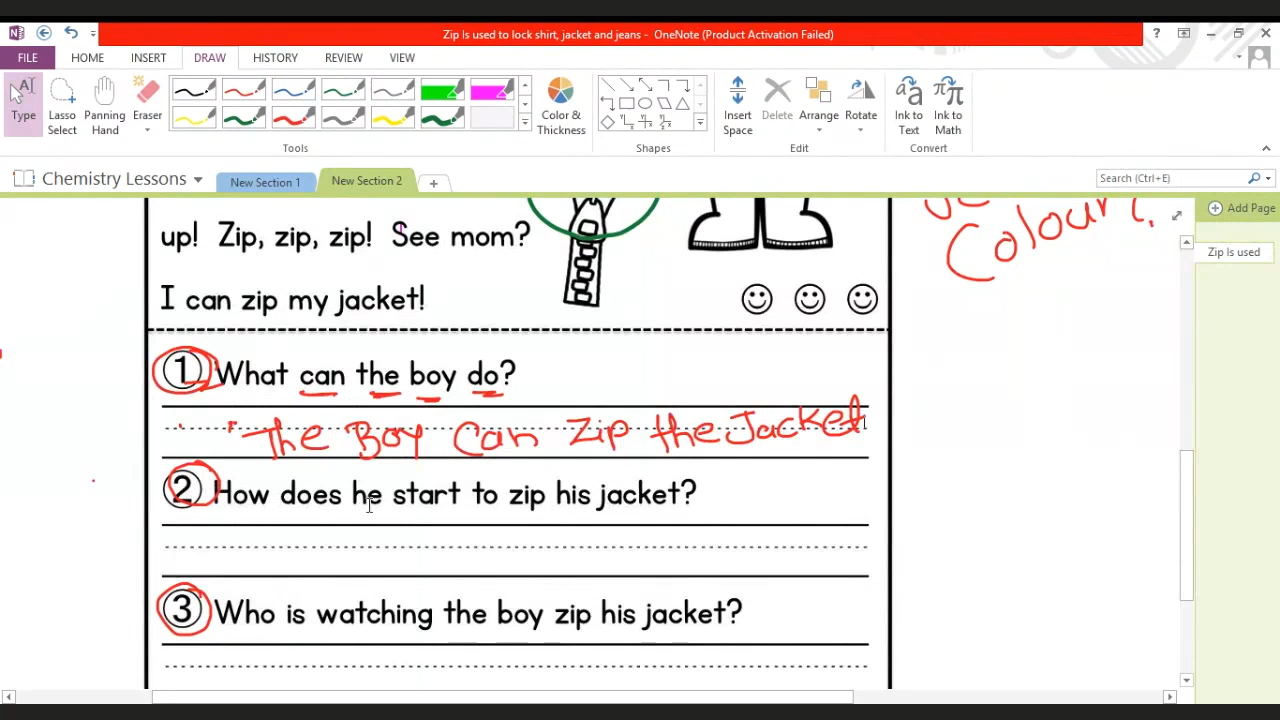 Zip Is used to lock shirt, jacket and jeans - OneNote (Product Activation Failed)
FILE HOME INSERT DRAW HISTORY REVIEW VIEW
Type Lasso Select Panning Hand Eraser Color & Thickness Insert Space Delete Arrange Rotate Ink to Text Ink to Math
Tools Shapes Edit Convert
Chemistry Lessons New Section 1 New Section 2 Search (Ctrl+E)
Add Page
Zip Is used
Colour
up! Zip, zip, zip! See mom?
I can zip my jacket!
1 What can the boy do?
The Boy Can Zip the Jacket
2 How does he start to zip his jacket?
3 Who is watching the boy zip his jacket?